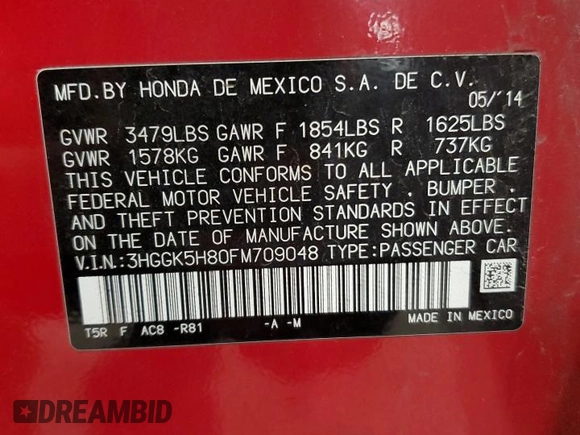 MFD. BY HONDA DE MEXICO S.A. DE C.V.
05/'14
GVWR 3479LBS GAWR F 1854LBS R 1625LBS
GVWR 1578KG GAWR F 841KG R 737KG
THIS VEHICLE CONFORMS TO ALL APPLICABLE
FEDERAL MOTOR VEHICLE SAFETY , BUMPER ,
AND THEFT PREVENTION STANDARDS IN EFFECT
ON THE DATE OF MANUFACTURE SHOWN ABOVE.
V.I.N.:3HGGK5H80FM709048 TYPE:PASSENGER CAR
T5R F AC8 -R81 -A -M
MADE IN MEXICO
DREAMBID